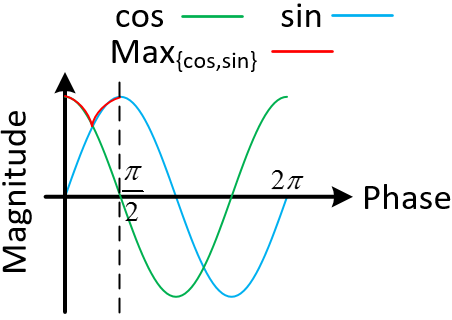 cos sin
Max{cos,sin}
Magnitude
π
2
2π
Phase